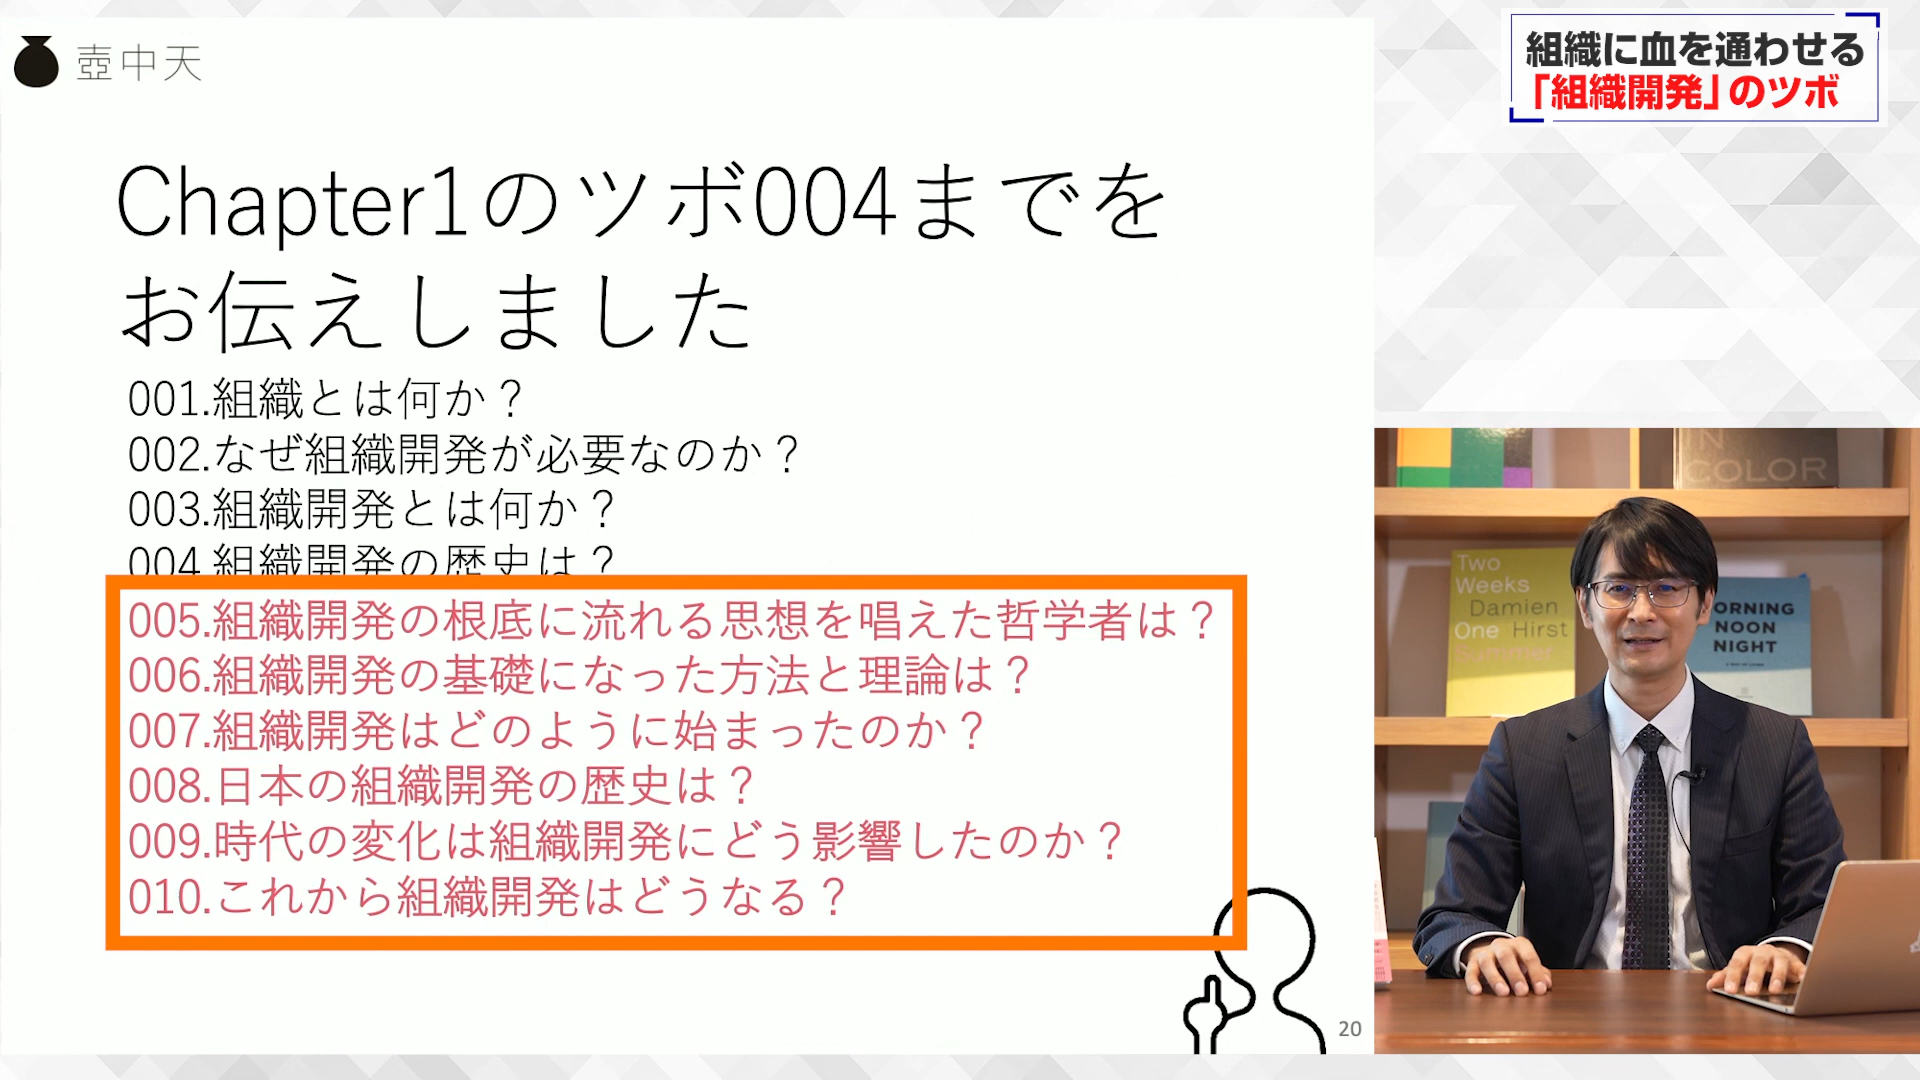 壺中天
組織に血を通わせる
「組織開発」のツボ
Chapter1のツボ004までを
お伝えしました
001.組織とは何か？
002.なぜ組織開発が必要なのか？
003.組織開発とは何か？
004.組織開発の歴史は？
005.組織開発の根底に流れる思想を唱えた哲学者は？
006.組織開発の基礎になった方法と理論は？
007.組織開発はどのように始まったのか？
008.日本の組織開発の歴史は？
009.時代の変化は組織開発にどう影響したのか？
010.これから組織開発はどうなる？
20
IN
COLOR
Two
Weeks
Damien
One Hirst
Summer
ORNING
NOON
NIGHT